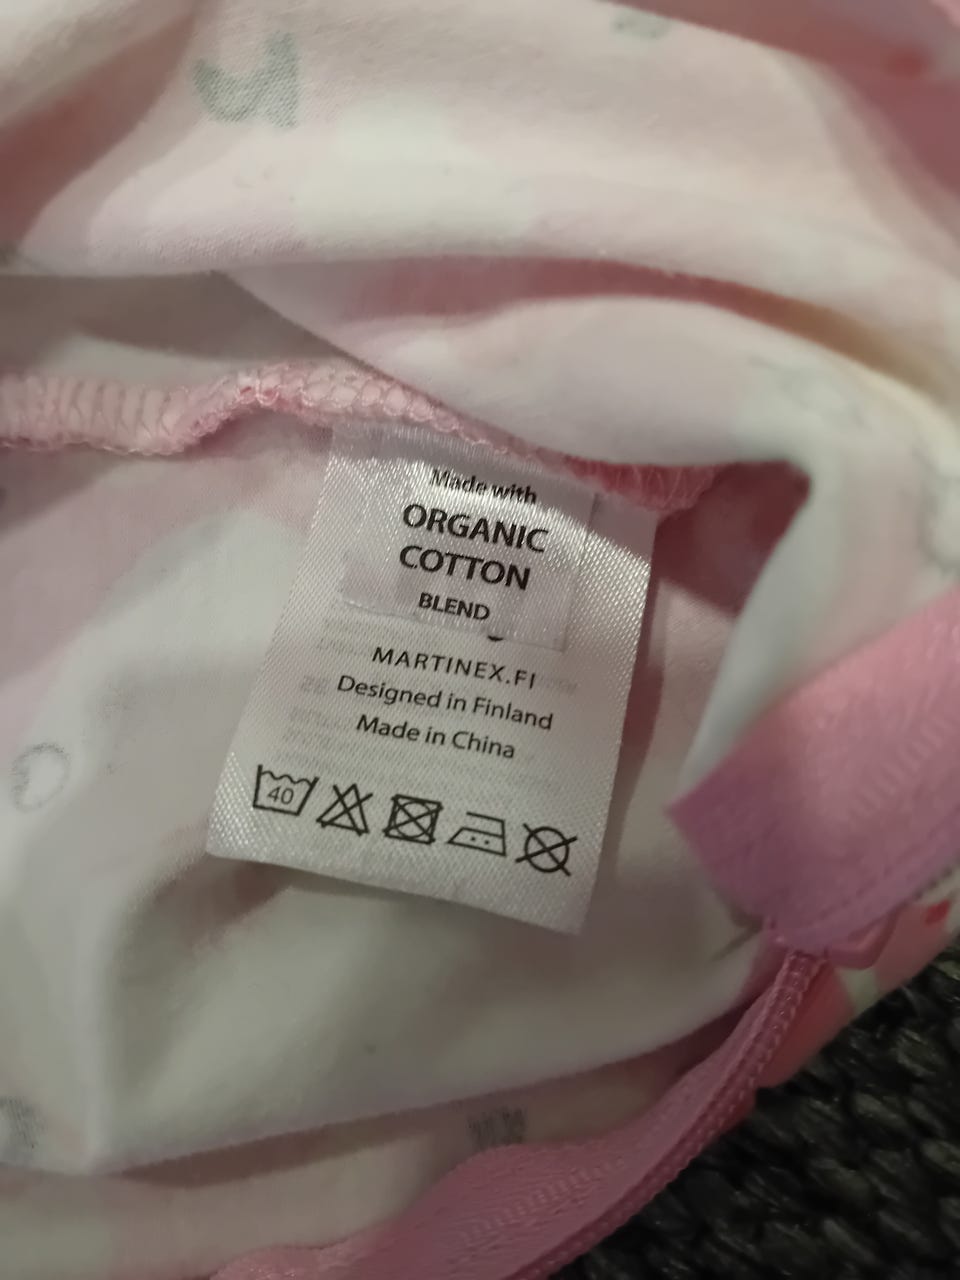 Made with
ORGANIC
COTTON
BLEND
MARTINEX.FI
Designed in Finland
Made in China
40